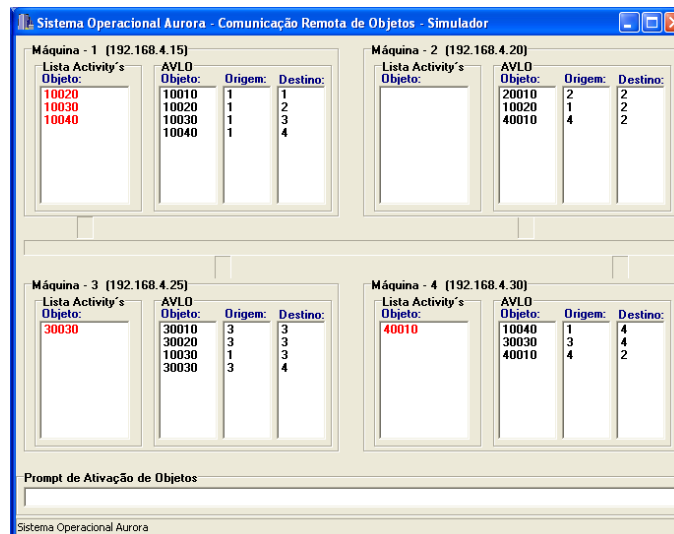 Sistema Operacional Aurora - Comunicação Remota de Objetos - Simulador
Máquina - 1 (192.168.4.15)
Lista Activity´s
Objeto:
10020
10030
10040
AVLO
Objeto: Origem: Destino:
10010 1 1
10020 1 2
10030 1 3
10040 1 4
Máquina - 2 (192.168.4.20)
Lista Activity´s
Objeto:
AVLO
Objeto: Origem: Destino:
20010 2 2
10020 1 2
40010 4 2
Máquina - 3 (192.168.4.25)
Lista Activity´s
Objeto:
30030
AVLO
Objeto: Origem: Destino:
30010 3 3
30020 3 3
10030 1 3
30030 3 4
Máquina - 4 (192.168.4.30)
Lista Activity´s
Objeto:
40010
AVLO
Objeto: Origem: Destino:
10040 1 4
30030 3 4
40010 4 2
Prompt de Ativação de Objetos
Sistema Operacional Aurora